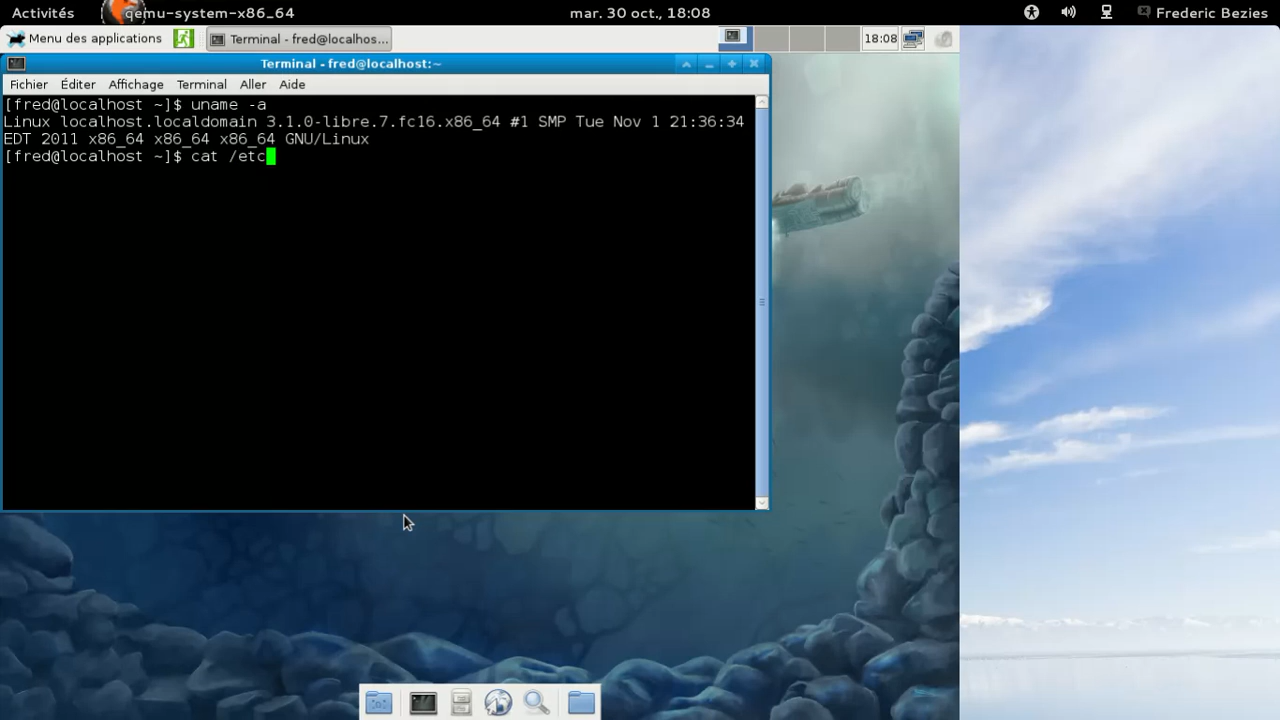 Activités
qemu-system-x86_64
mar. 30 oct., 18:08
Frederic Bezies
Menu des applications
Terminal - fred@localhos...
18:08
Terminal - fred@localhost:~
Fichier Éditer Affichage Terminal Aller Aide
[fred@localhost ~]$ uname -a
Linux localhost.localdomain 3.1.0-libre.7.fc16.x86_64 #1 SMP Tue Nov 1 21:36:34
EDT 2011 x86_64 x86_64 x86_64 GNU/Linux
[fred@localhost ~]$ cat /etc